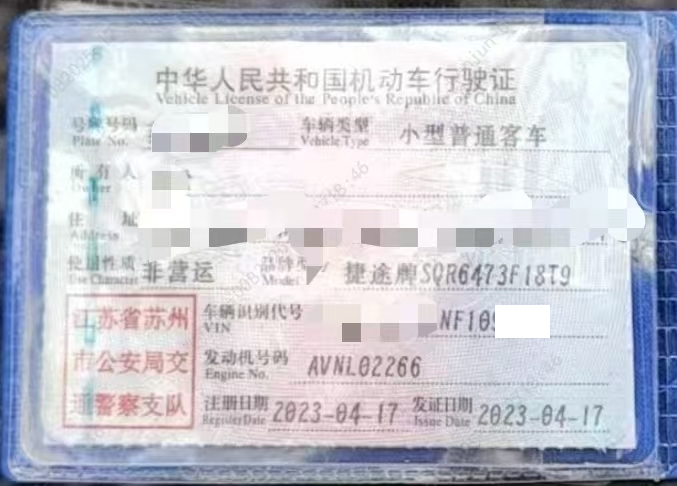 中华人民共和国机动车行驶证
Vehicle License of the People's Republic of China
号牌号码 车辆类型 小型普通客车
Plate No. Vehicle Type
所有人
Owner
住址
Address
使用性质 非营运 品牌型号 捷途牌SQR6473F18T9
Use Character Model
江苏省苏州
市公安局交
通警察支队
车辆识别代号 NF109
VIN
发动机号码 AVNL02266
Engine No.
注册日期 2023-04-17 发证日期 2023-04-17
Register Date Issue Date